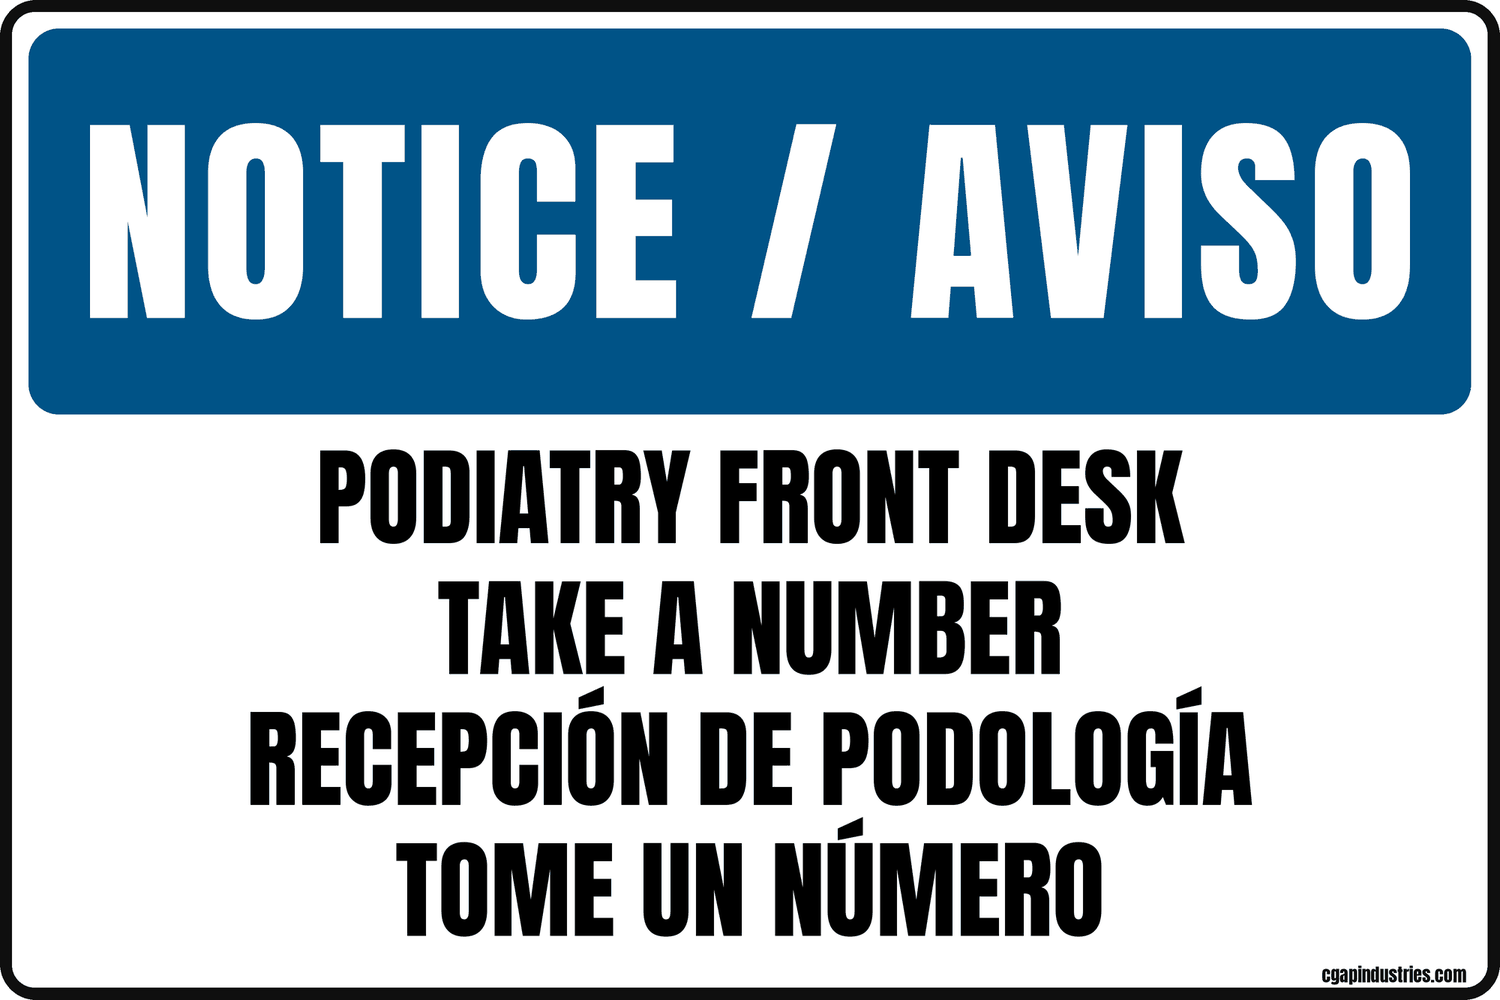 NOTICE / AVISO
PODIATRY FRONT DESK
TAKE A NUMBER
RECEPCIÓN DE PODOLOGÍA
TOME UN NÚMERO
cgapindustries.com